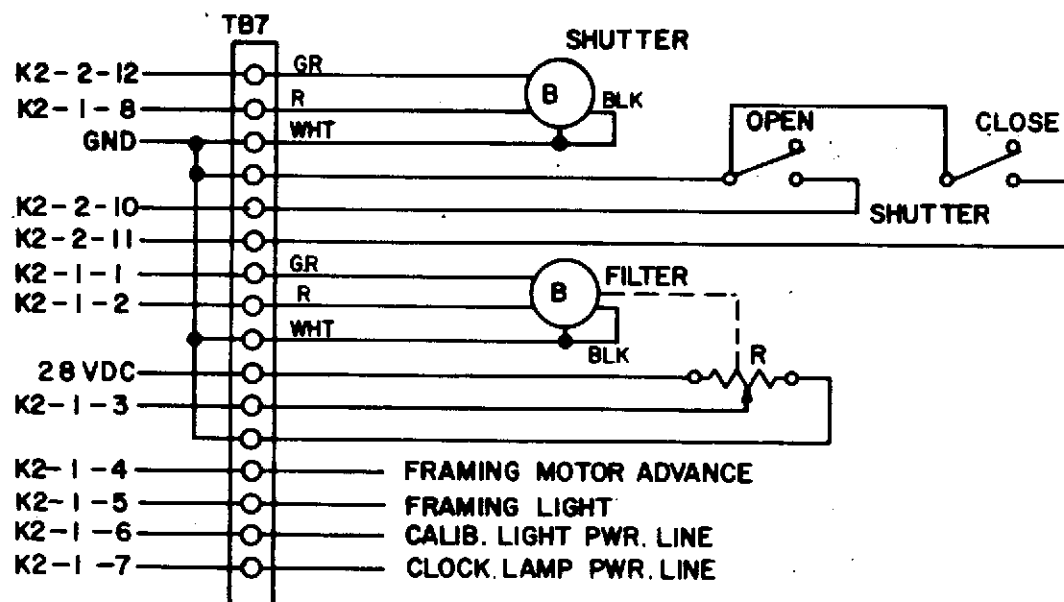 TB7
SHUTTER
K2-2-12 GR
B
K2-1-8 R BLK
GND WHT OPEN CLOSE
K2-2-10 SHUTTER
K2-2-11
K2-1-1 GR FILTER
B
K2-1-2 R
WHT BLK
28 VDC R
K2-1-3
K2-1-4 FRAMING MOTOR ADVANCE
K2-1-5 FRAMING LIGHT
K2-1-6 CALIB. LIGHT PWR. LINE
K2-1-7 CLOCK. LAMP PWR. LINE